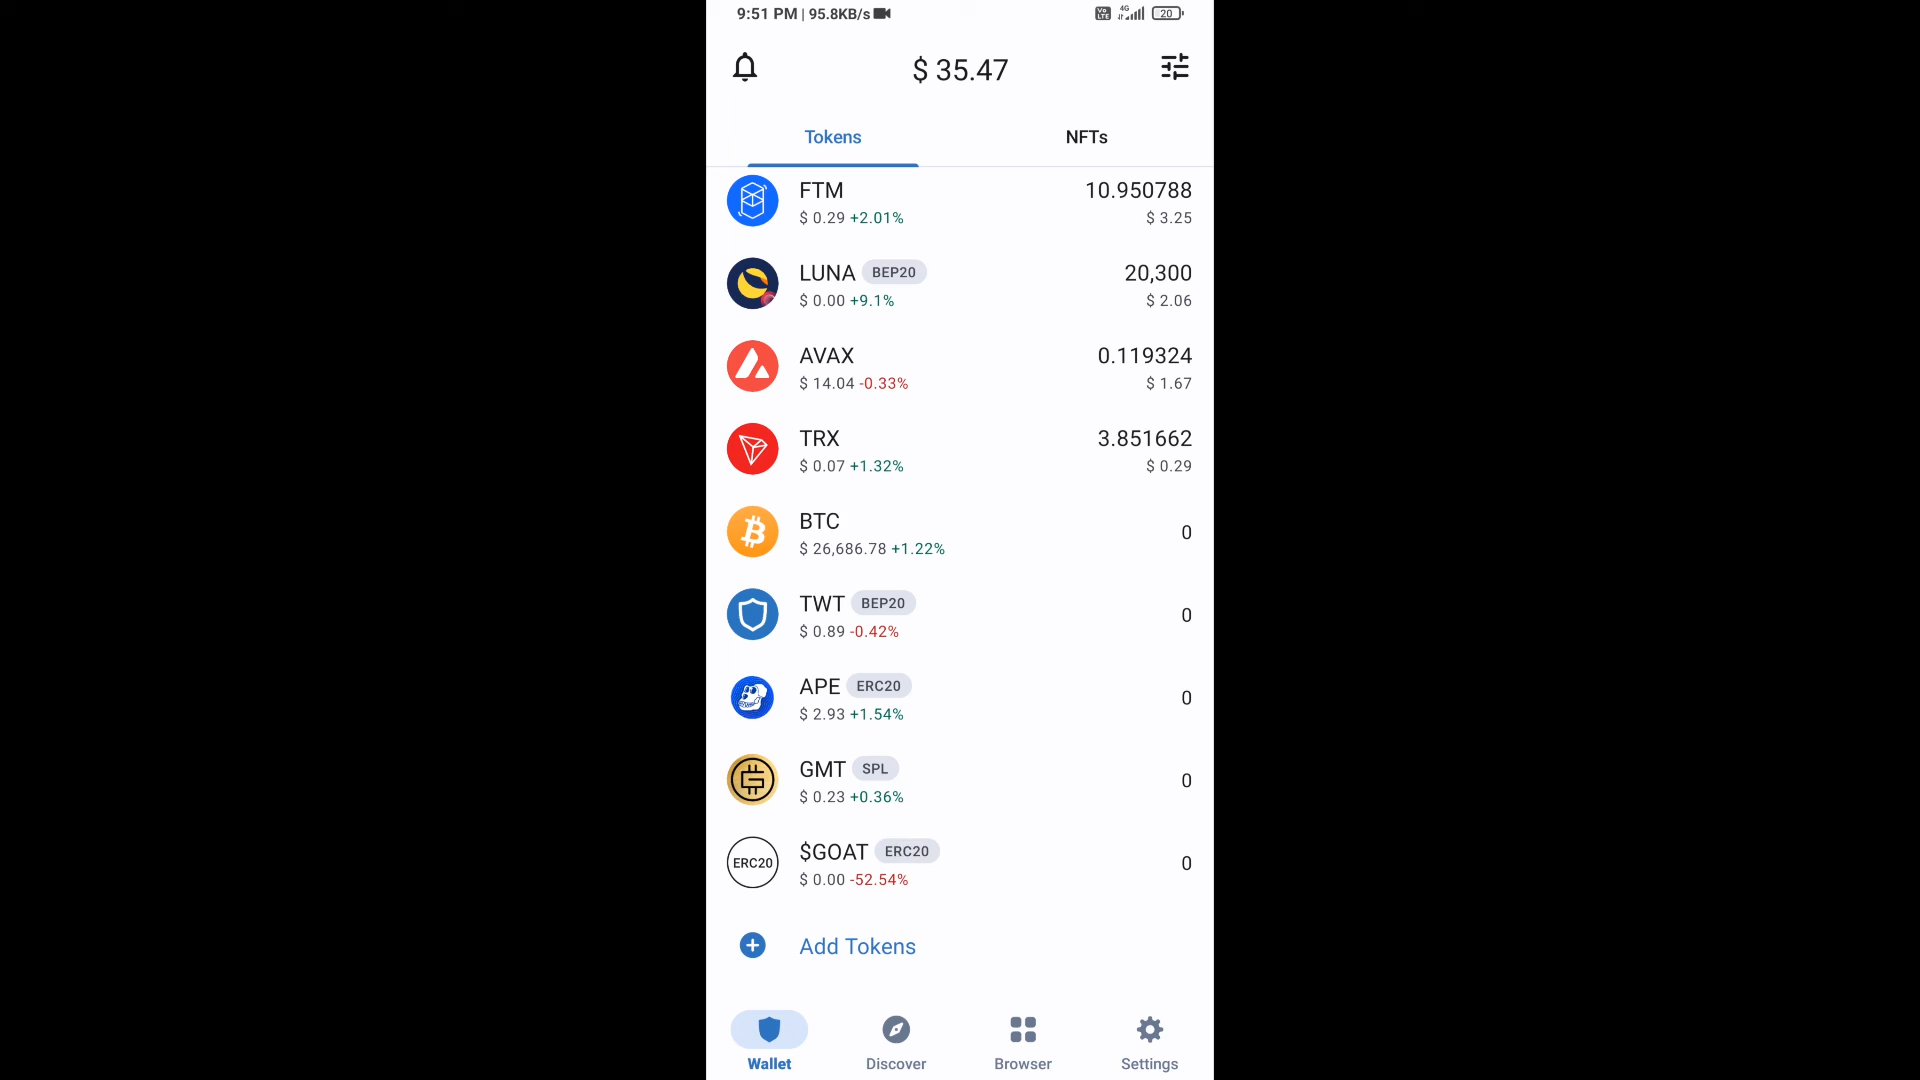 9:51 PM | 95.8KB/s
Vo LTE 4G 20
$ 35.47
Tokens NFTs
FTM 10.950788
$ 0.29 +2.01% $ 3.25
LUNA BEP20 20,300
$ 0.00 +9.1% $ 2.06
AVAX 0.119324
$ 14.04 -0.33% $ 1.67
TRX 3.851662
$ 0.07 +1.32% $ 0.29
BTC 0
$ 26,686.78 +1.22%
TWT BEP20 0
$ 0.89 -0.42%
APE ERC20 0
$ 2.93 +1.54%
GMT SPL 0
$ 0.23 +0.36%
ERC20 $GOAT ERC20 0
$ 0.00 -52.54%
Add Tokens
Wallet Discover Browser Settings